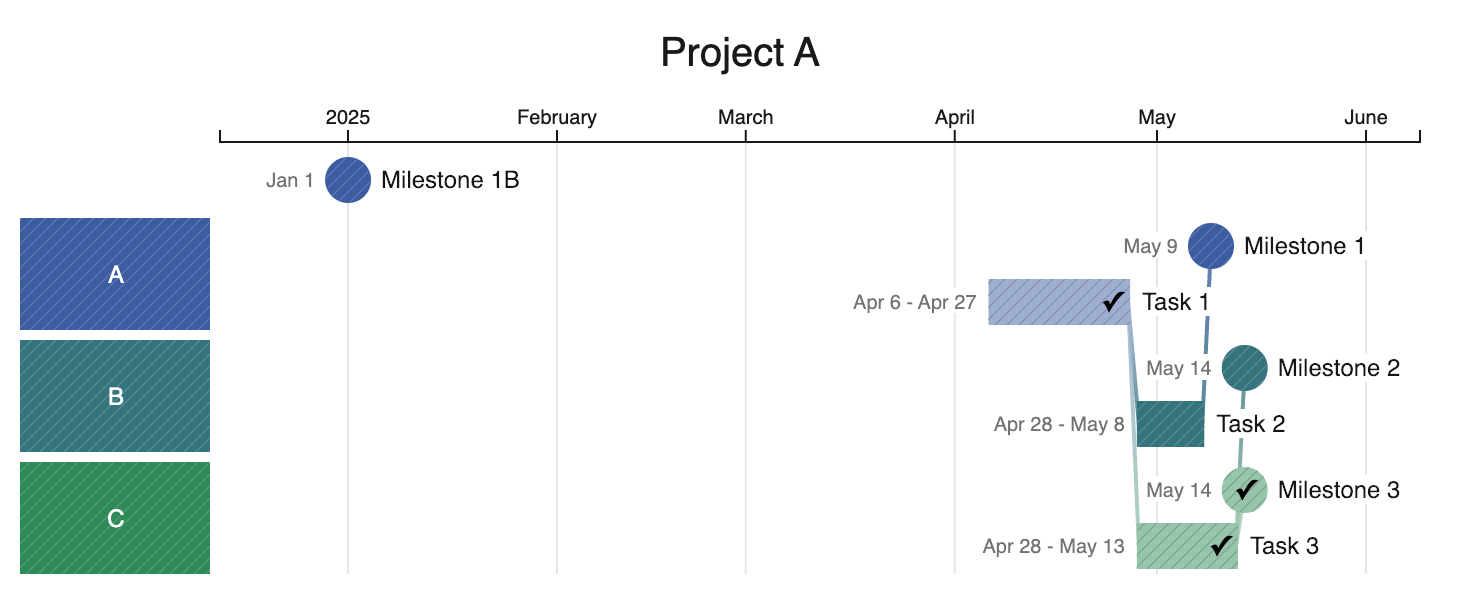 Project A
2025 February March April May June
Jan 1 Milestone 1B
A
May 9 Milestone 1
Apr 6 - Apr 27 ✔ Task 1
B
May 14 Milestone 2
Apr 28 - May 8 Task 2
C
May 14 ✔ Milestone 3
Apr 28 - May 13 ✔ Task 3